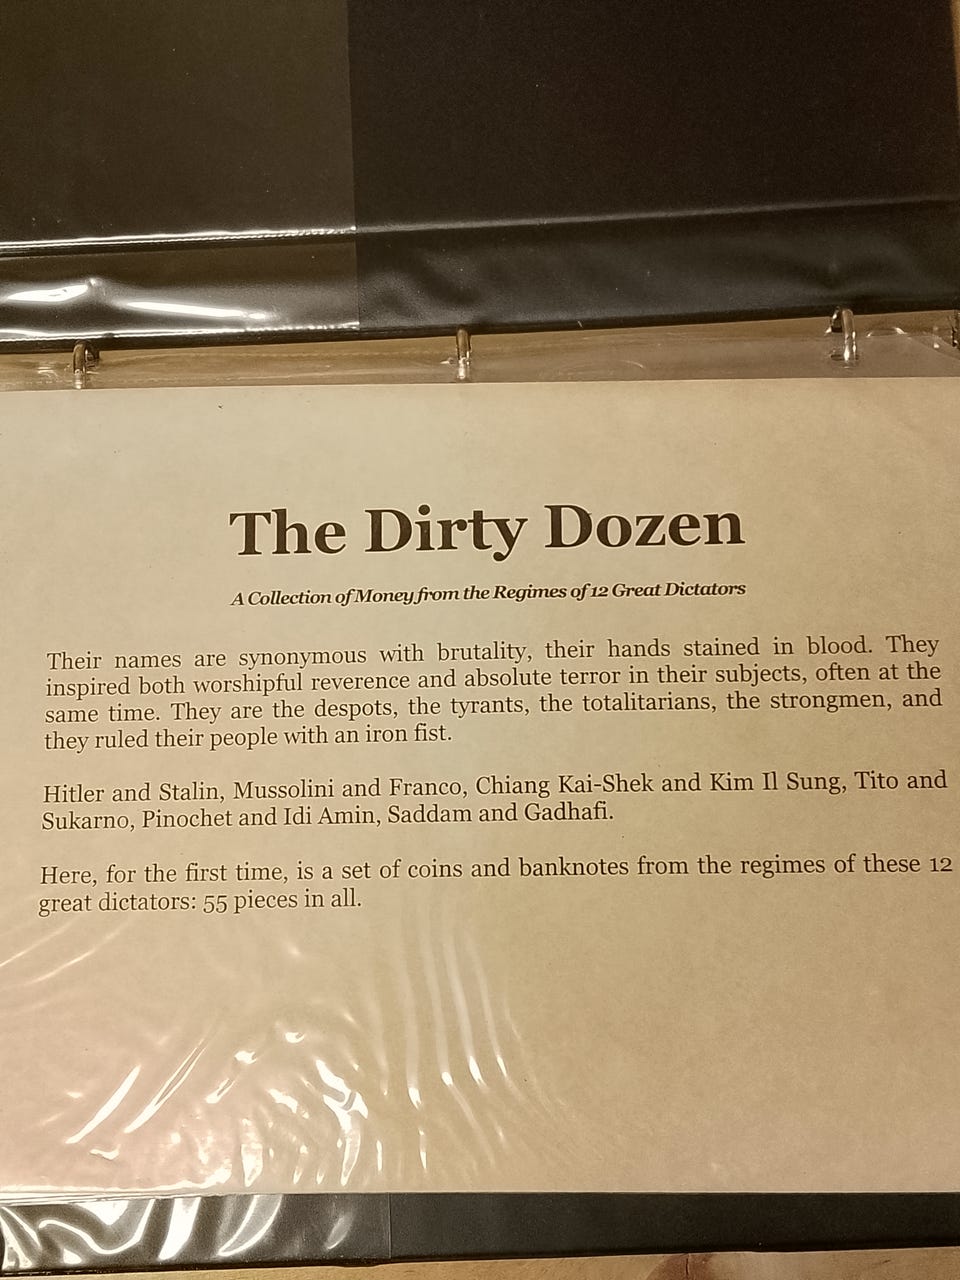 The Dirty Dozen
A Collection of Money from the Regimes of 12 Great Dictators
Their names are synonymous with brutality, their hands stained in blood. They
inspired both worshipful reverence and absolute terror in their subjects, often at the
same time. They are the despots, the tyrants, the totalitarians, the strongmen, and
they ruled their people with an iron fist.
Hitler and Stalin, Mussolini and Franco, Chiang Kai-Shek and Kim Il Sung, Tito and
Sukarno, Pinochet and Idi Amin, Saddam and Gadhafi.
Here, for the first time, is a set of coins and banknotes from the regimes of these 12
great dictators: 55 pieces in all.